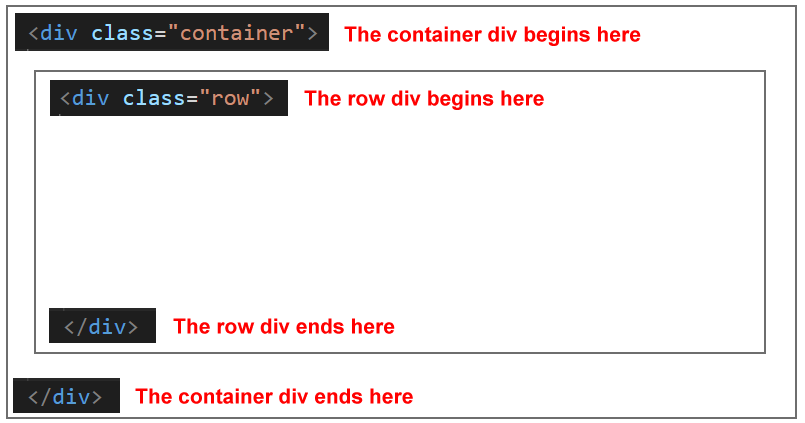 <div class="container"> The container div begins here
<div class="row"> The row div begins here
</div> The row div ends here
</div> The container div ends here